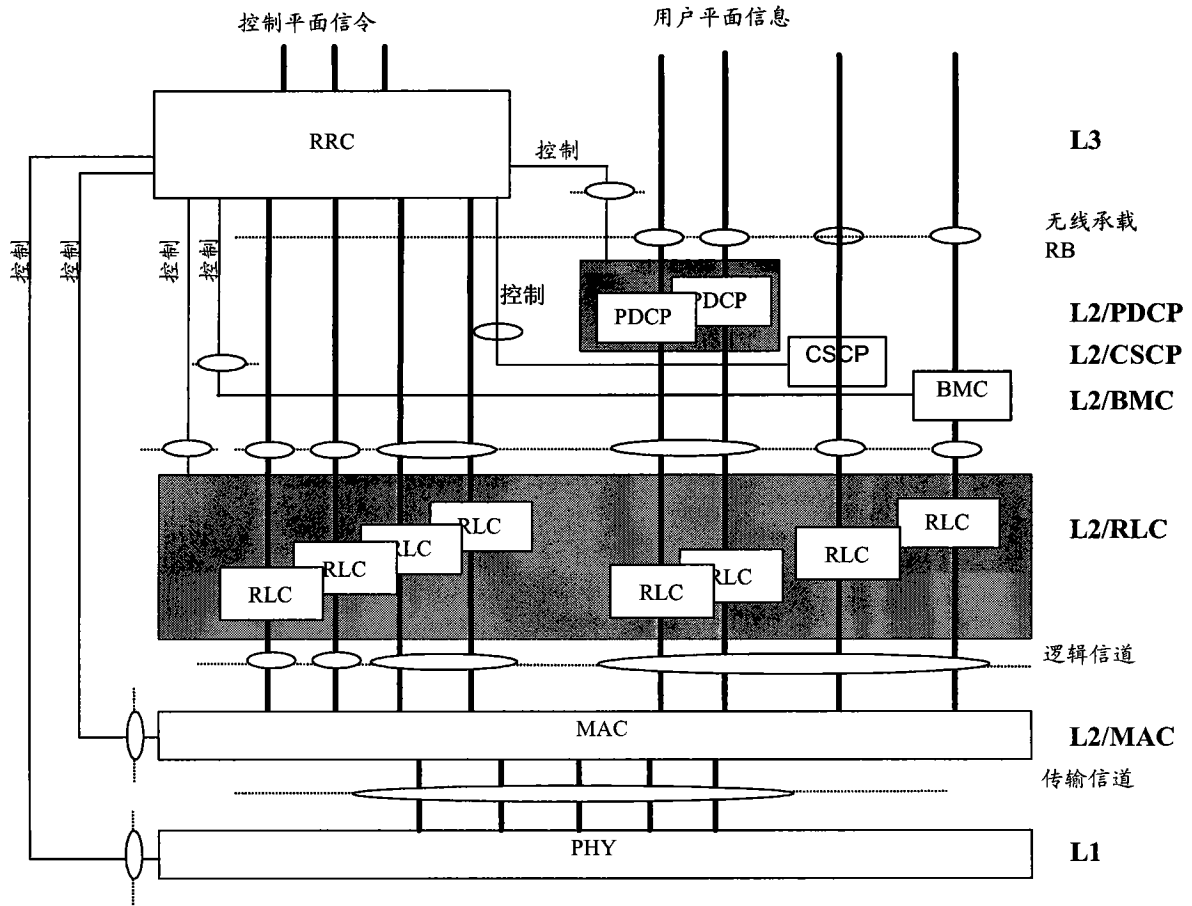 控制平面信令
用户平面信息
RRC
控制
L3
无线承载
RB
控制
控制
控制
控制
控制
PDCP
PDCP
L2/PDCP
CSCP
L2/CSCP
BMC
L2/BMC
RLC
RLC
RLC
RLC
RLC
RLC
RLC
RLC
L2/RLC
逻辑信道
MAC
L2/MAC
传输信道
PHY
L1